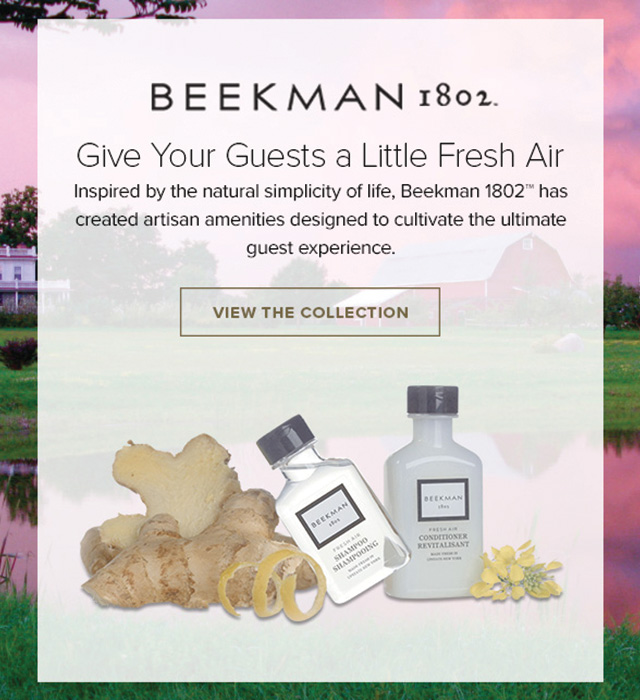 BEEKMAN 1802.
Give Your Guests a Little Fresh Air
Inspired by the natural simplicity of life, Beekman 1802™ has
created artisan amenities designed to cultivate the ultimate
guest experience.
VIEW THE COLLECTION
BEEKMAN
1802
FRESH AIR
SHAMPOO
SHAMPOOING
BEEKMAN
1802
FRESH AIR
CONDITIONER
REVITALISANT